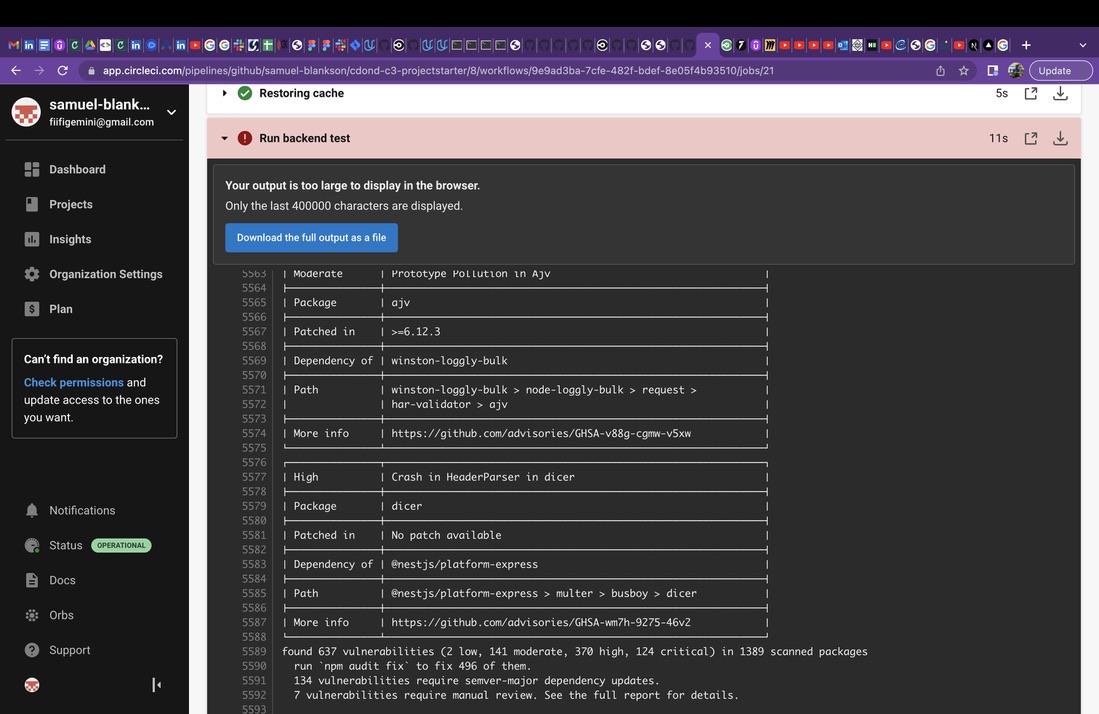 app.circleci.com/pipelines/github/samuel-blankson/cdond-c3-projectstarter/8/workflows/9e9ad3ba-7cfe-482f-bdef-8e05f4b93510/jobs/21
Update
samuel-blank...
fiifigemini@gmail.com
Dashboard
Projects
Insights
Organization Settings
Plan
Can't find an organization?
Check permissions and
update access to the ones
you want.
Notifications
Status OPERATIONAL
Docs
Orbs
Support
Restoring cache 5s
Run backend test 11s
Your output is too large to display in the browser.
Only the last 400000 characters are displayed.
Download the full output as a file
5563 | Moderate | Prototype Pollution in Ajv |
5564
5565 | Package | ajv |
5566
5567 | Patched in | >=6.12.3 |
5568
5569 | Dependency of | winston-loggly-bulk |
5570
5571 | Path | winston-loggly-bulk > node-loggly-bulk > request > |
5572 | | har-validator > ajv |
5573
5574 | More info | https://github.com/advisories/GHSA-v88g-cgmw-v5xw |
5575
5576
5577 | High | Crash in HeaderParser in dicer |
5578
5579 | Package | dicer |
5580
5581 | Patched in | No patch available |
5582
5583 | Dependency of | @nestjs/platform-express |
5584
5585 | Path | @nestjs/platform-express > multer > busboy > dicer |
5586
5587 | More info | https://github.com/advisories/GHSA-wm7h-9275-46v2 |
5588
5589 found 637 vulnerabilities (2 low, 141 moderate, 370 high, 124 critical) in 1389 scanned packages
5590 run `npm audit fix` to fix 496 of them.
5591 134 vulnerabilities require semver-major dependency updates.
5592 7 vulnerabilities require manual review. See the full report for details.
5593